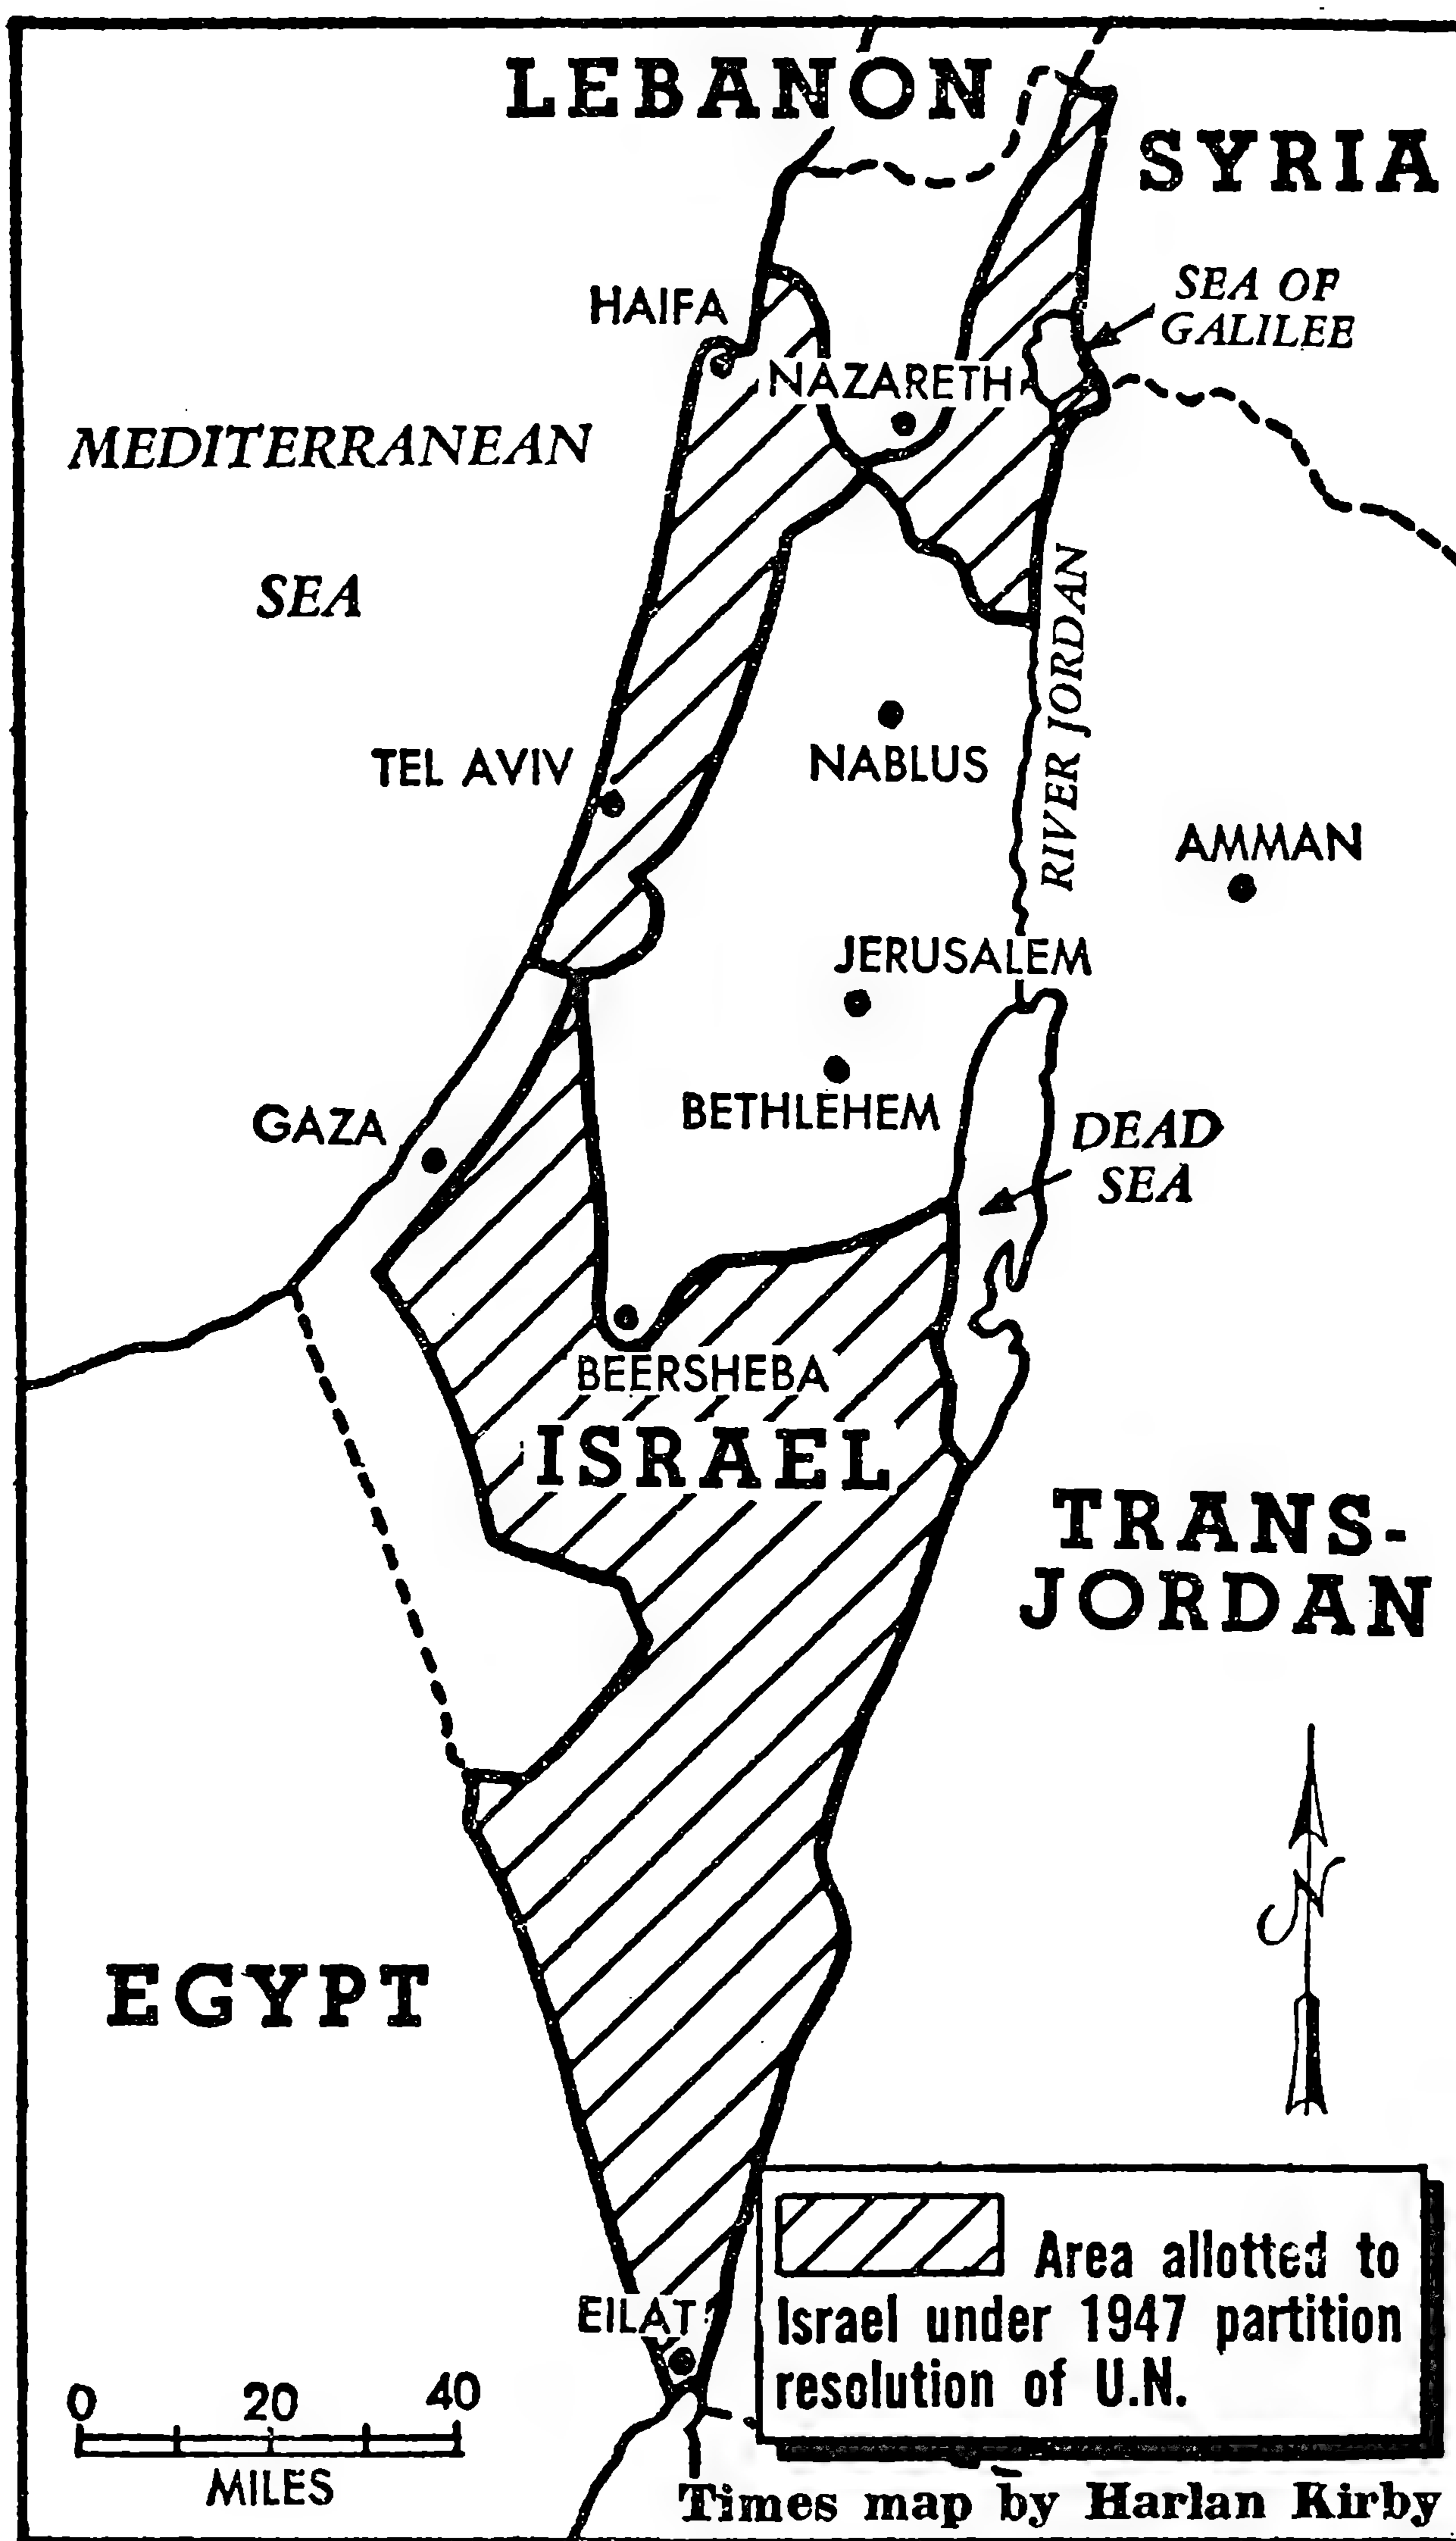 LEBANON
SYRIA
SEA OF
GALILEE
HAIFA
NAZARETH
MEDITERRANEAN
SEA
RIVER JORDAN
TEL AVIV
NABLUS
AMMAN
JERUSALEM
BETHLEHEM
GAZA
DEAD
SEA
BEERSHEBA
ISRAEL
TRANS-
JORDAN
N
EGYPT
Area allotted to
Israel under 1947 partition
resolution of U.N.
EILAT
0 20 40
MILES
Times map by Harlan Kirby